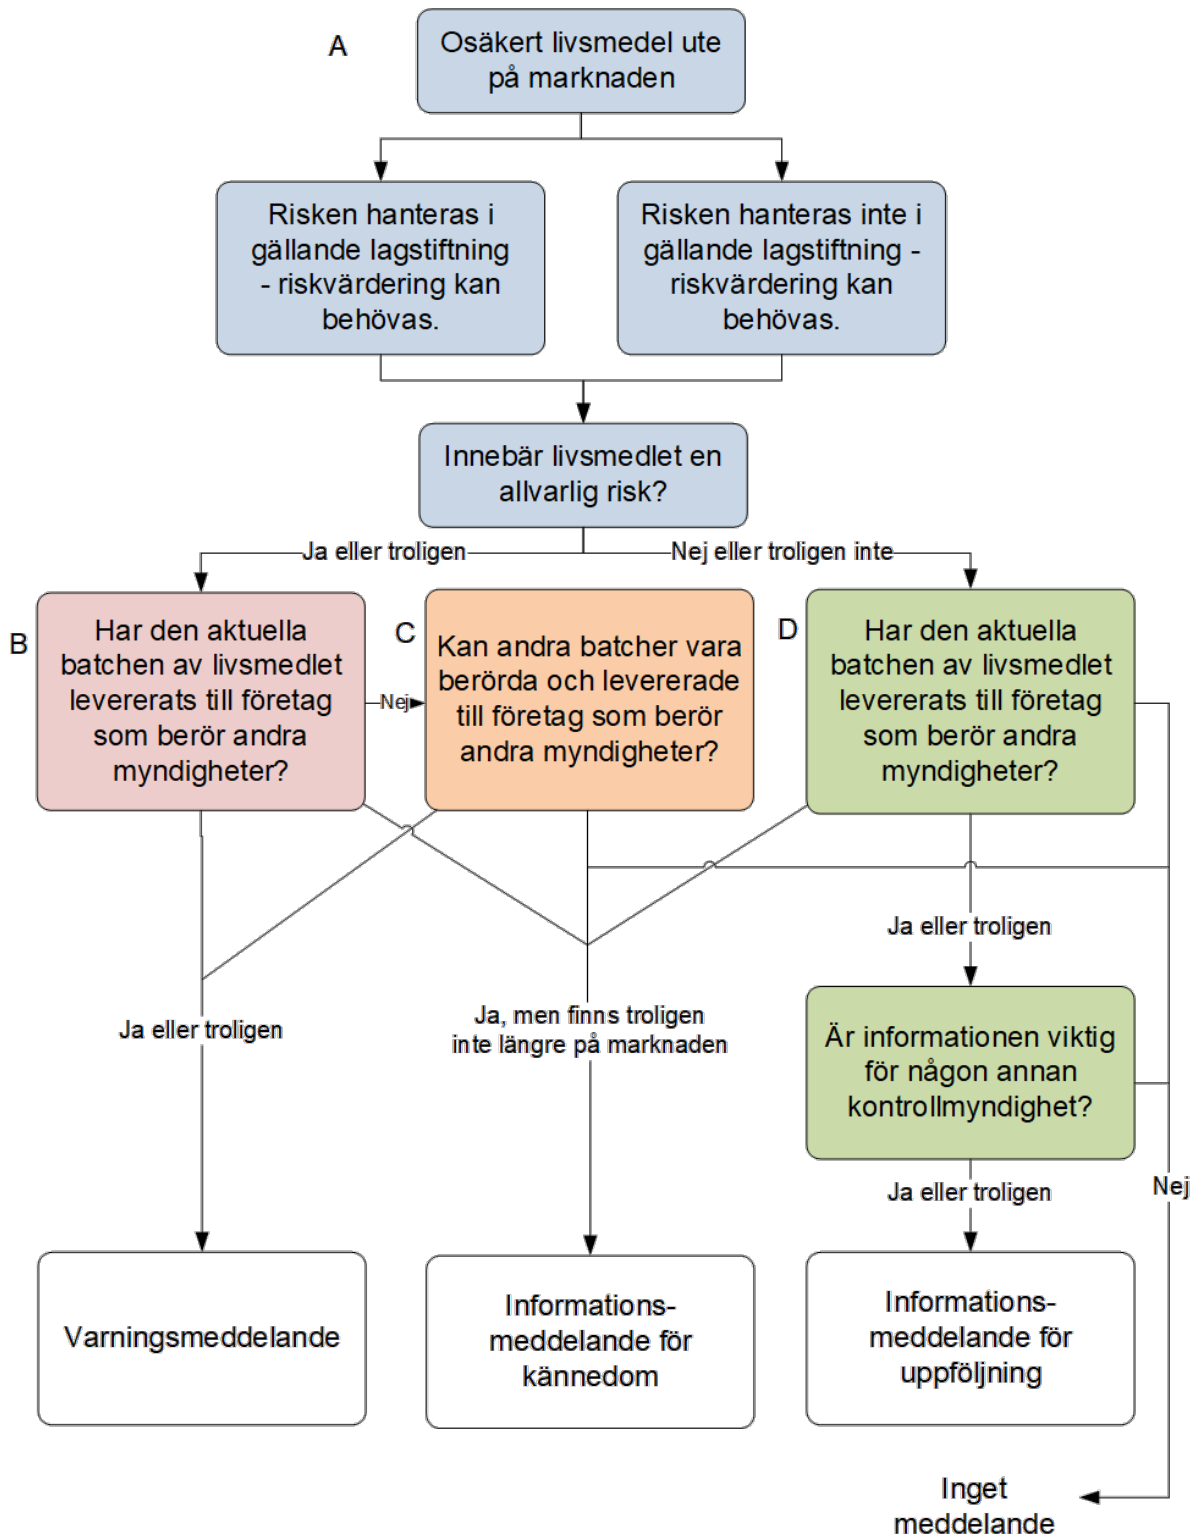 A
Osäkert livsmedel ute
på marknaden
Risken hanteras i
gällande lagstiftning
- riskvärdering kan
behövas.
Risken hanteras inte i
gällande lagstiftning -
riskvärdering kan
behövas.
Innebär livsmedlet en
allvarlig risk?
Ja eller troligen
Nej eller troligen inte
B
Har den aktuella
batchen av livsmedlet
levererats till företag
som berör andra
myndigheter?
Nej
C
Kan andra batcher vara
berörda och levererade
till företag som berör
andra myndigheter?
D
Har den aktuella
batchen av livsmedlet
levererats till företag
som berör andra
myndigheter?
Ja eller troligen
Ja eller troligen
Ja, men finns troligen
inte längre på marknaden
Är informationen viktig
för någon annan
kontrollmyndighet?
Ja eller troligen
Nej
Varningsmeddelande
Informations-
meddelande för
kännedom
Informations-
meddelande för
uppföljning
Inget
meddelande